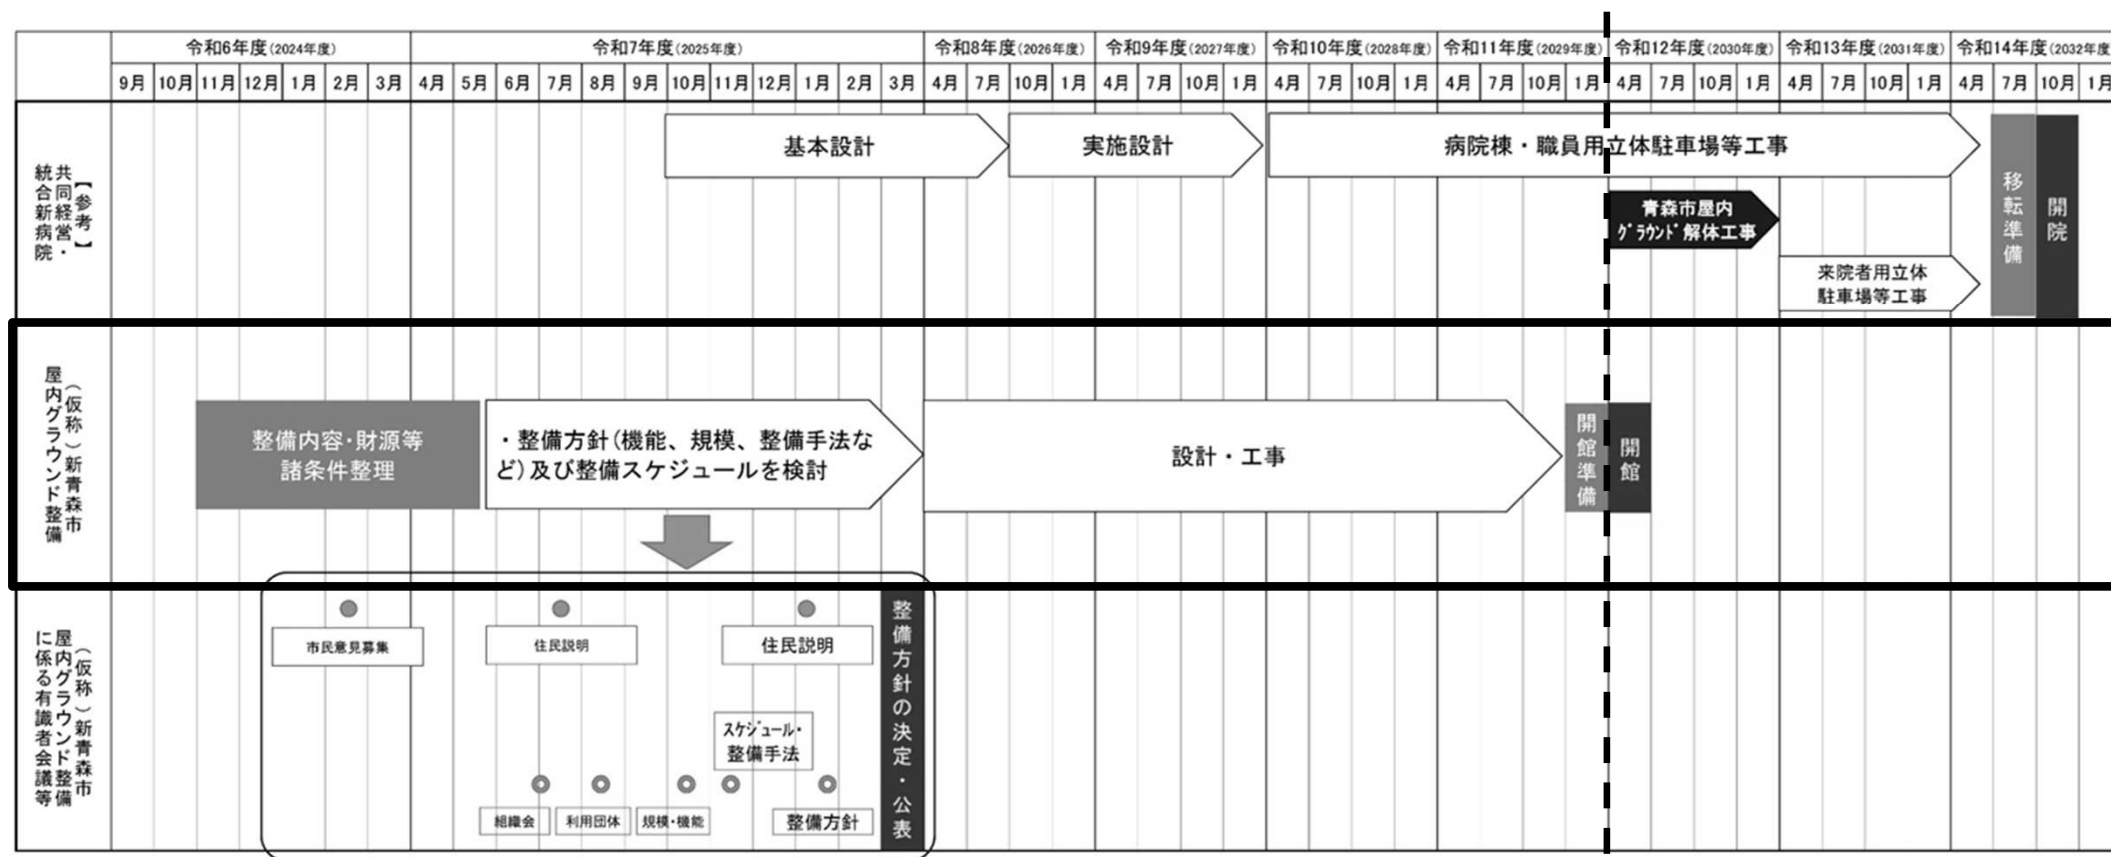 令和6年度(2024年度) 令和7年度(2025年度) 令和8年度(2026年度) 令和9年度(2027年度) 令和10年度(2028年度) 令和11年度(2029年度) 令和12年度(2030年度) 令和13年度(2031年度) 令和14年度(2032年度)
9月 10月 11月 12月 1月 2月 3月 4月 5月 6月 7月 8月 9月 10月 11月 12月 1月 2月 3月 4月 7月 10月 1月 4月 7月 10月 1月 4月 7月 10月 1月 4月 7月 10月 1月 4月 7月 10月 1月 4月 7月 10月 1月 4月 7月 10月 1月
【参考】
共同経営・
統合新病院
基本設計
実施設計
病院棟・職員用立体駐車場等工事
青森市屋内
グラウンド解体工事
来院者用立体
駐車場等工事
移転準備
開院
（仮称）新青森市
屋内グラウンド整備
整備内容・財源等
諸条件整理
・整備方針(機能、規模、整備手法な
ど)及び整備スケジュールを検討
設計・工事
開館準備
開館
（仮称）新青森市
屋内グラウンド整備
に係る有識者会議等
市民意見募集
住民説明
住民説明
スケジュール・
整備手法
組織会
利用団体
規模・機能
整備方針
整備方針の決定・公表